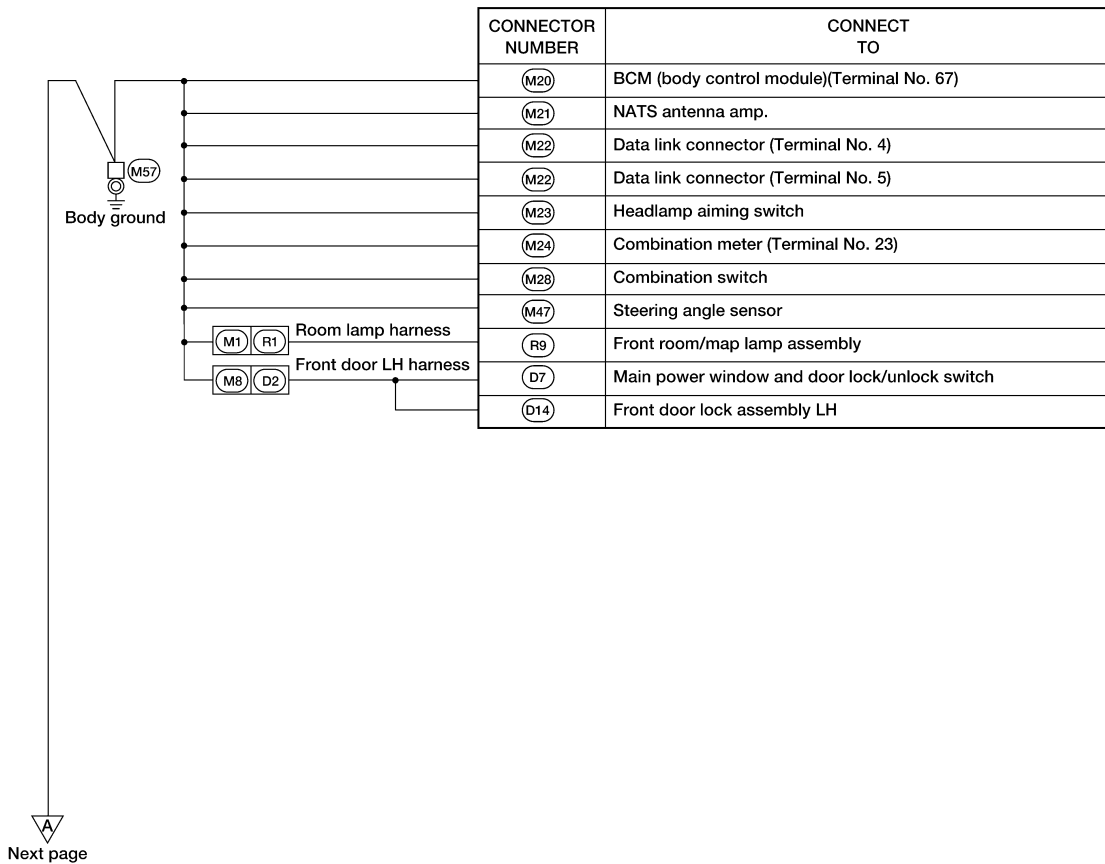 CONNECTOR NUMBER
CONNECT TO
M20 BCM (body control module)(Terminal No. 67)
M21 NATS antenna amp.
M22 Data link connector (Terminal No. 4)
M57
M22 Data link connector (Terminal No. 5)
Body ground
M23 Headlamp aiming switch
M24 Combination meter (Terminal No. 23)
M28 Combination switch
M47 Steering angle sensor
Room lamp harness
M1 R1
R9 Front room/map lamp assembly
Front door LH harness
M8 D2
D7 Main power window and door lock/unlock switch
D14 Front door lock assembly LH
A
Next page